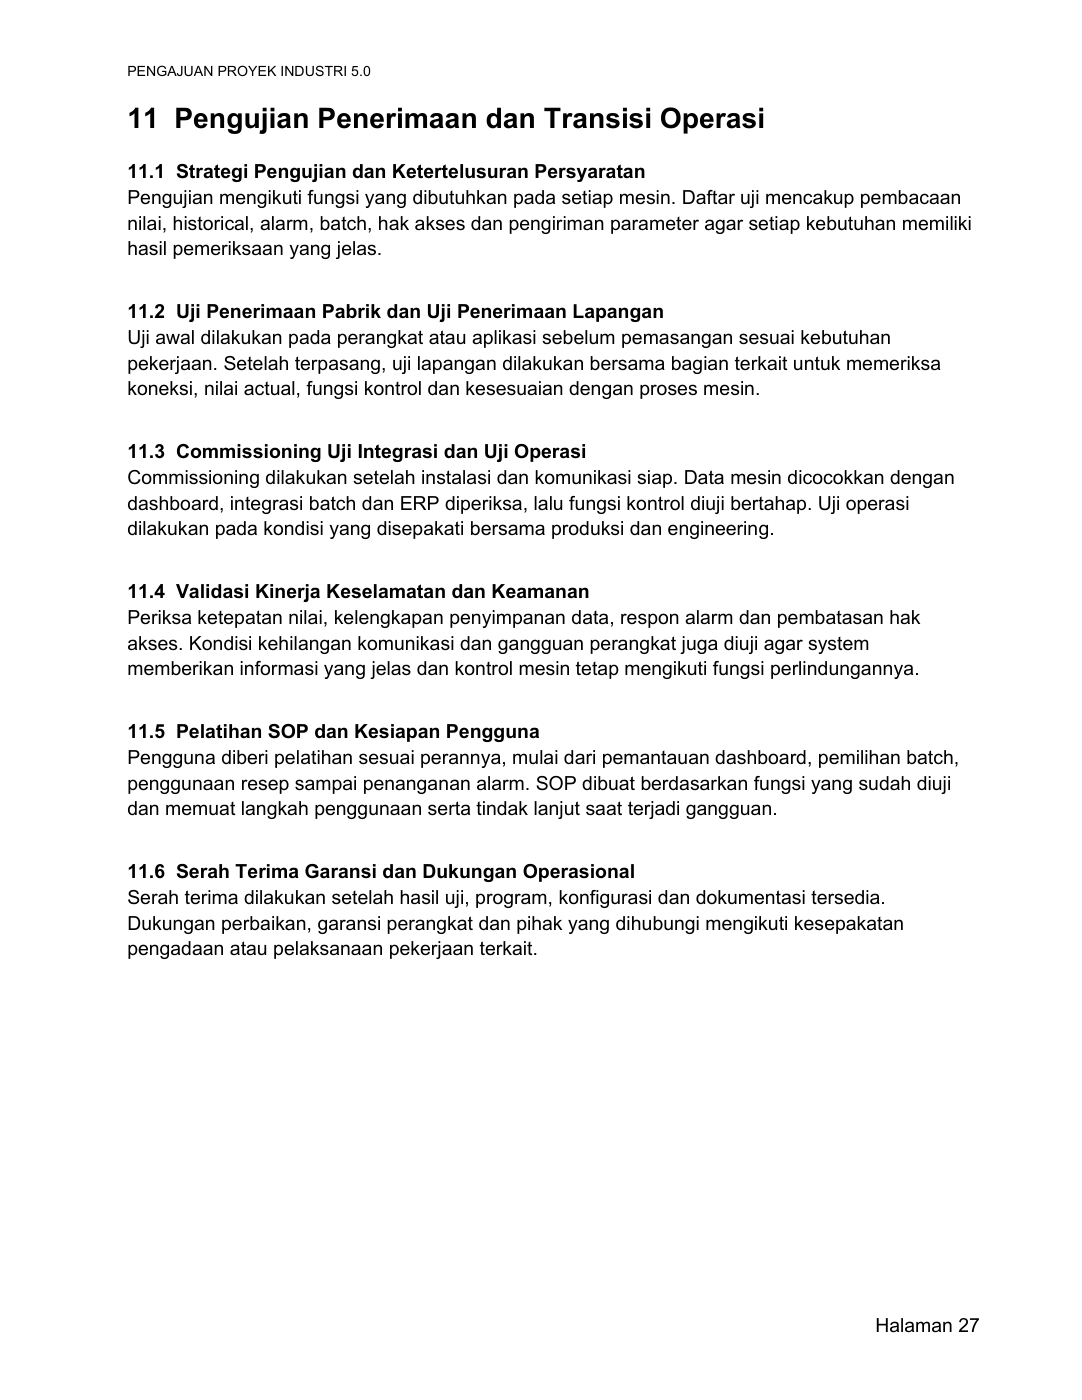 PENGAJUAN PROYEK INDUSTRI 5.0
11 Pengujian Penerimaan dan Transisi Operasi
11.1 Strategi Pengujian dan Ketertelusuran Persyaratan
Pengujian mengikuti fungsi yang dibutuhkan pada setiap mesin. Daftar uji mencakup pembacaan
nilai, historical, alarm, batch, hak akses dan pengiriman parameter agar setiap kebutuhan memiliki
hasil pemeriksaan yang jelas.
11.2 Uji Penerimaan Pabrik dan Uji Penerimaan Lapangan
Uji awal dilakukan pada perangkat atau aplikasi sebelum pemasangan sesuai kebutuhan
pekerjaan. Setelah terpasang, uji lapangan dilakukan bersama bagian terkait untuk memeriksa
koneksi, nilai actual, fungsi kontrol dan kesesuaian dengan proses mesin.
11.3 Commissioning Uji Integrasi dan Uji Operasi
Commissioning dilakukan setelah instalasi dan komunikasi siap. Data mesin dicocokkan dengan
dashboard, integrasi batch dan ERP diperiksa, lalu fungsi kontrol diuji bertahap. Uji operasi
dilakukan pada kondisi yang disepakati bersama produksi dan engineering.
11.4 Validasi Kinerja Keselamatan dan Keamanan
Periksa ketepatan nilai, kelengkapan penyimpanan data, respon alarm dan pembatasan hak
akses. Kondisi kehilangan komunikasi dan gangguan perangkat juga diuji agar system
memberikan informasi yang jelas dan kontrol mesin tetap mengikuti fungsi perlindungannya.
11.5 Pelatihan SOP dan Kesiapan Pengguna
Pengguna diberi pelatihan sesuai perannya, mulai dari pemantauan dashboard, pemilihan batch,
penggunaan resep sampai penanganan alarm. SOP dibuat berdasarkan fungsi yang sudah diuji
dan memuat langkah penggunaan serta tindak lanjut saat terjadi gangguan.
11.6 Serah Terima Garansi dan Dukungan Operasional
Serah terima dilakukan setelah hasil uji, program, konfigurasi dan dokumentasi tersedia.
Dukungan perbaikan, garansi perangkat dan pihak yang dihubungi mengikuti kesepakatan
pengadaan atau pelaksanaan pekerjaan terkait.
Halaman 27